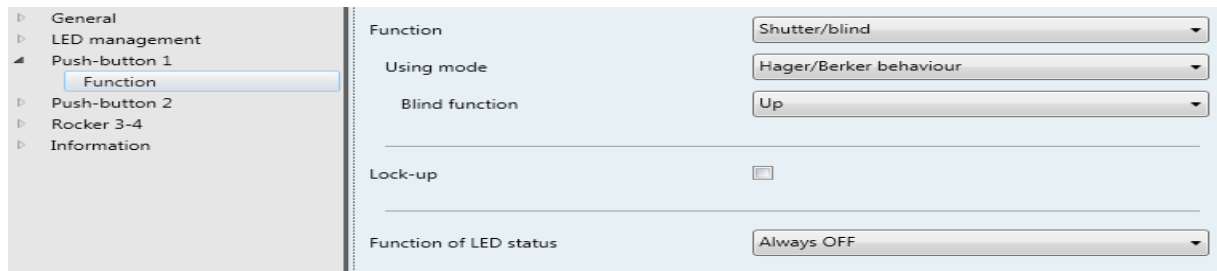 General
LED management
Push-button 1
Function
Push-button 2
Rocker 3-4
Information
Function Shutter/blind
Using mode Hager/Berker behaviour
Blind function Up
Lock-up
Function of LED status Always OFF